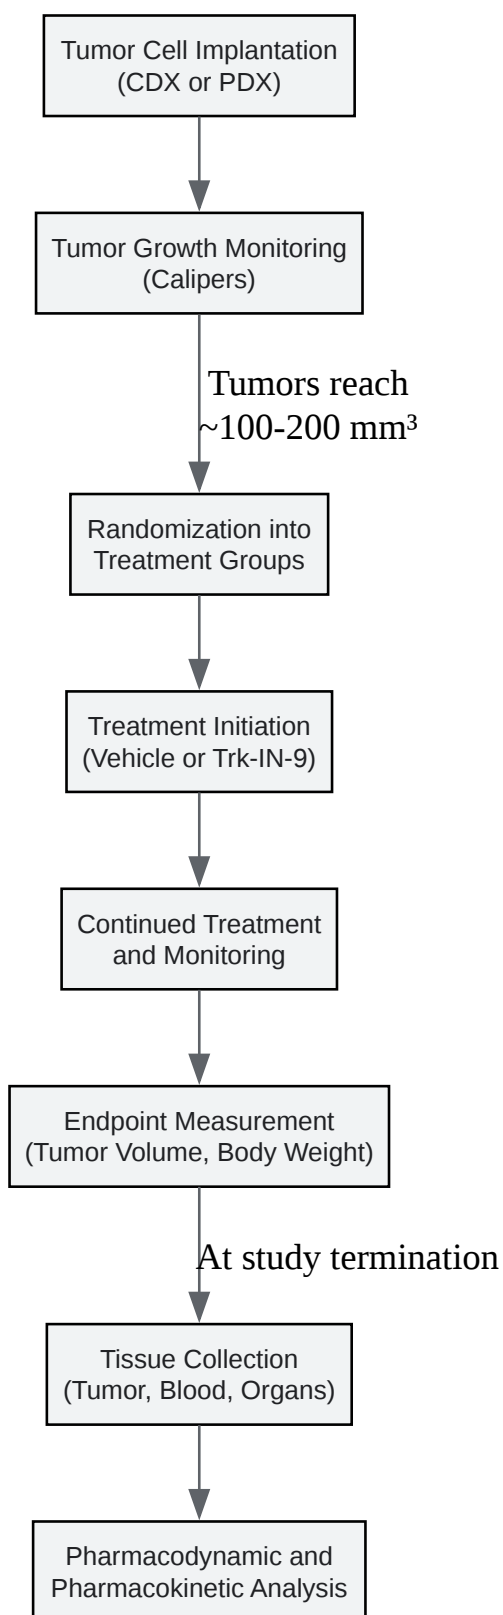 Tumor Cell Implantation
(CDX or PDX)
Tumor Growth Monitoring
(Calipers)
Tumors reach
~100-200 mm³
Randomization into
Treatment Groups
Treatment Initiation
(Vehicle or Trk-IN-9)
Continued Treatment
and Monitoring
Endpoint Measurement
(Tumor Volume, Body Weight)
At study termination
Tissue Collection
(Tumor, Blood, Organs)
Pharmacodynamic and
Pharmacokinetic Analysis